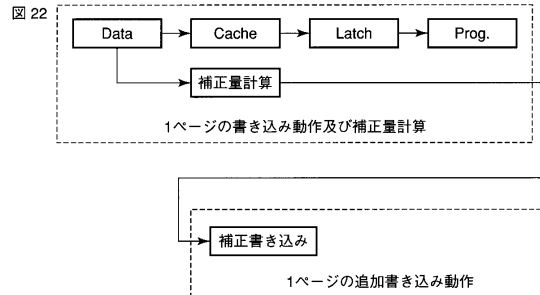 図 22
Data
Cache
Latch
Prog.
補正量計算
1ページの書き込み動作及び補正量計算
補正書き込み
1ページの追加書き込み動作